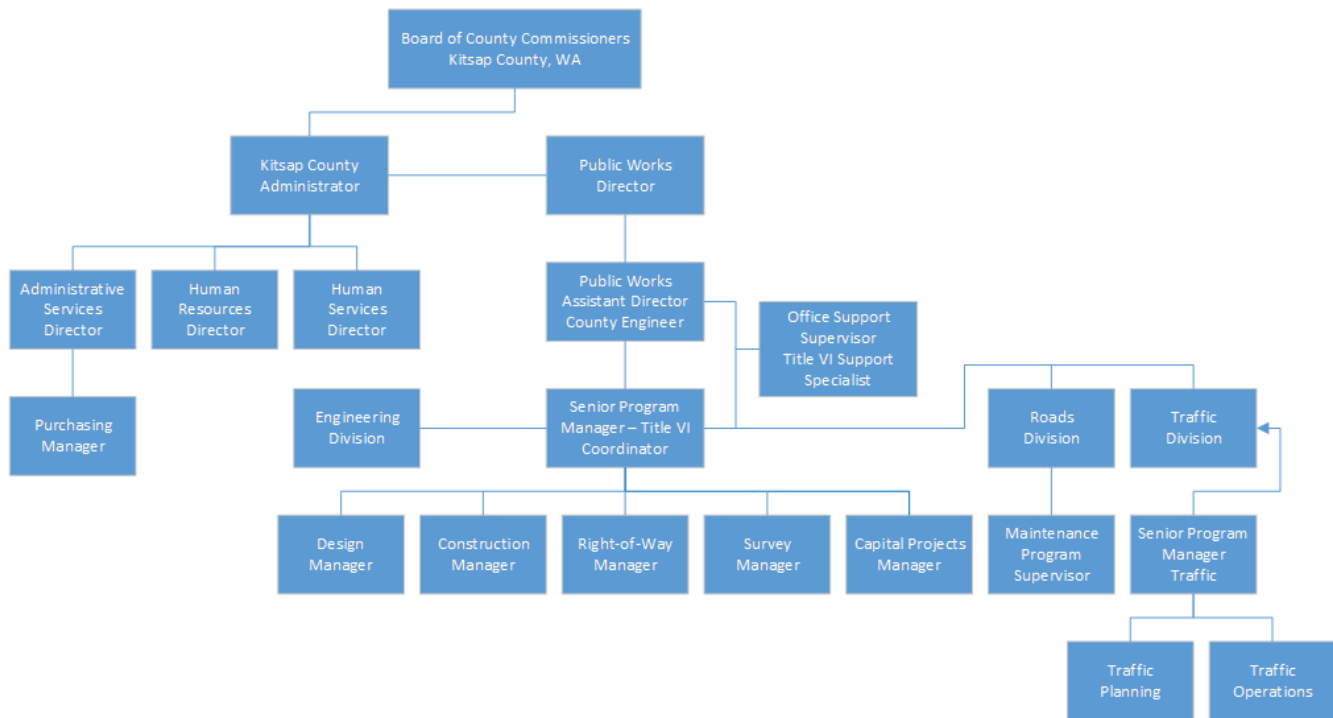 Board of County Commissioners
Kitsap County, WA
Kitsap County
Administrator
Public Works
Director
Administrative
Services
Director
Human
Resources
Director
Human
Services
Director
Public Works
Assistant Director
County Engineer
Office Support
Supervisor
Title VI Support
Specialist
Purchasing
Manager
Engineering
Division
Senior Program
Manager – Title VI
Coordinator
Roads
Division
Traffic
Division
Design
Manager
Construction
Manager
Right-of-Way
Manager
Survey
Manager
Capital Projects
Manager
Maintenance
Program
Supervisor
Senior Program
Manager
Traffic
Traffic
Planning
Traffic
Operations